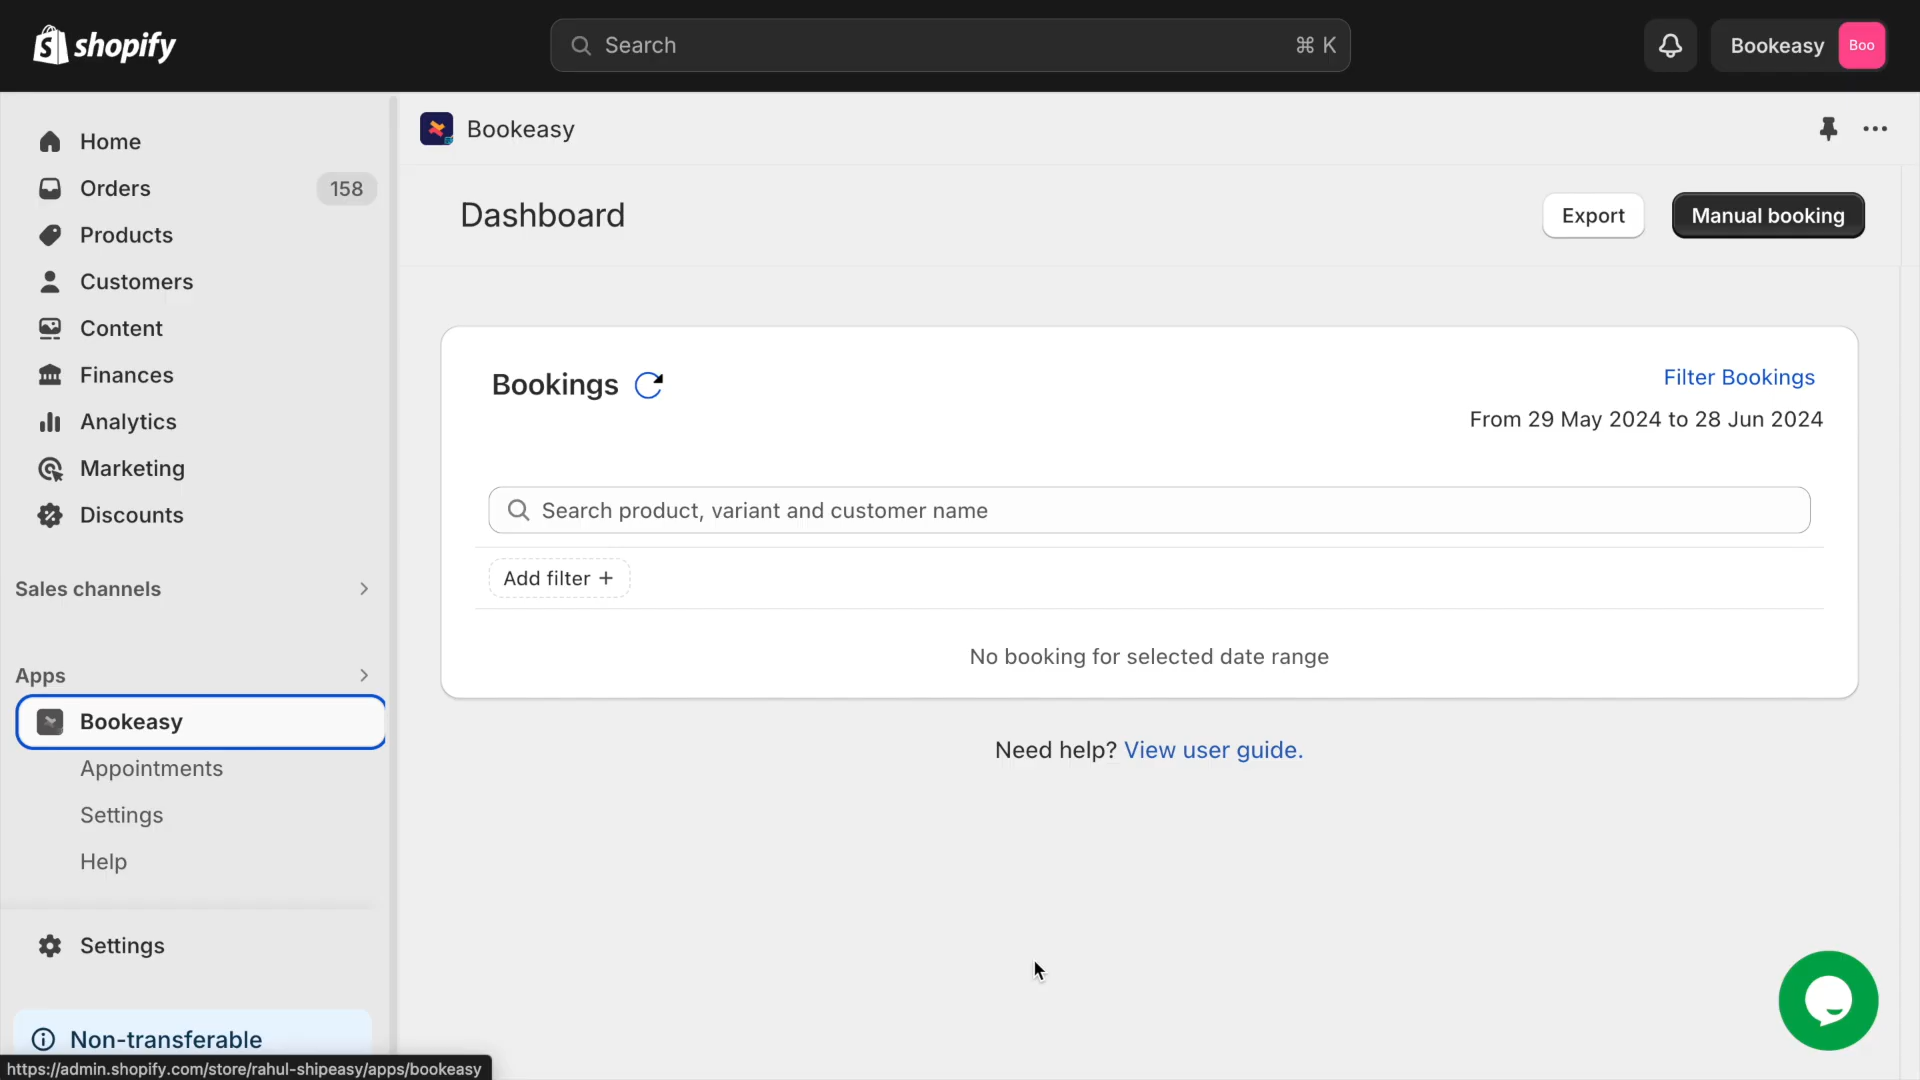 shopify
Search
⌘ K
Bookeasy
Boo
Home
Orders
158
Products
Customers
Content
Finances
Analytics
Marketing
Discounts
Sales channels
Apps
Bookeasy
Appointments
Settings
Help
Settings
Non-transferable
https://admin.shopify.com/store/rahul-shipeasy/apps/bookeasy
Bookeasy
Dashboard
Export
Manual booking
Bookings
Filter Bookings
From 29 May 2024 to 28 Jun 2024
Search product, variant and customer name
Add filter +
No booking for selected date range
Need help? View user guide.